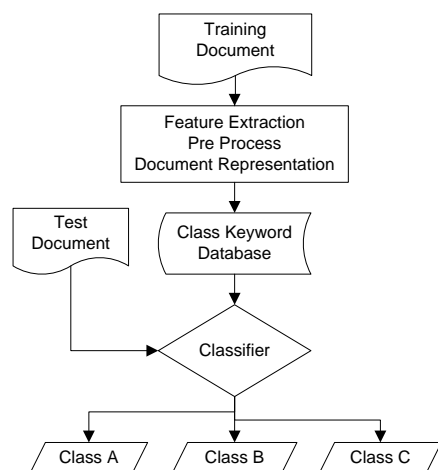 Training
Document
Feature Extraction
Pre Process
Document Representation
Test
Document
Class Keyword
Database
Classifier
Class A
Class B
Class C